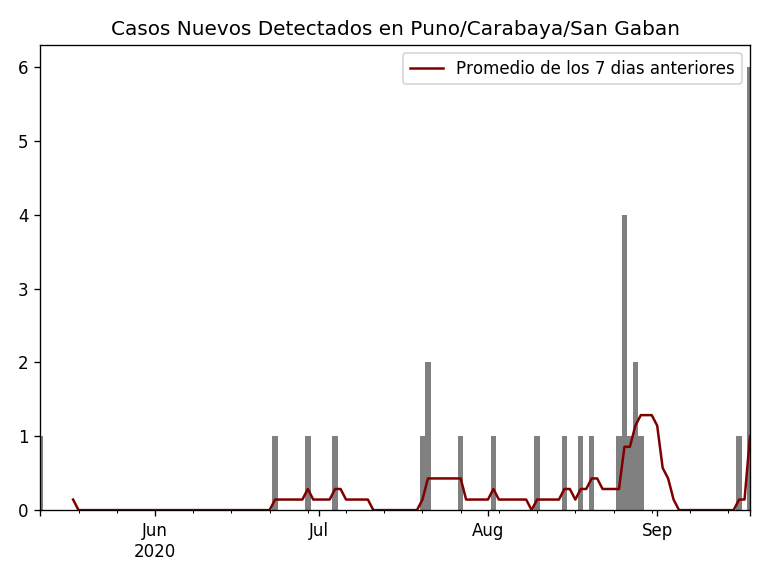 Casos Nuevos Detectados en Puno/Carabaya/San Gaban
Promedio de los 7 dias anteriores
6
5
4
3
2
1
0
Jun Jul Aug Sep
2020